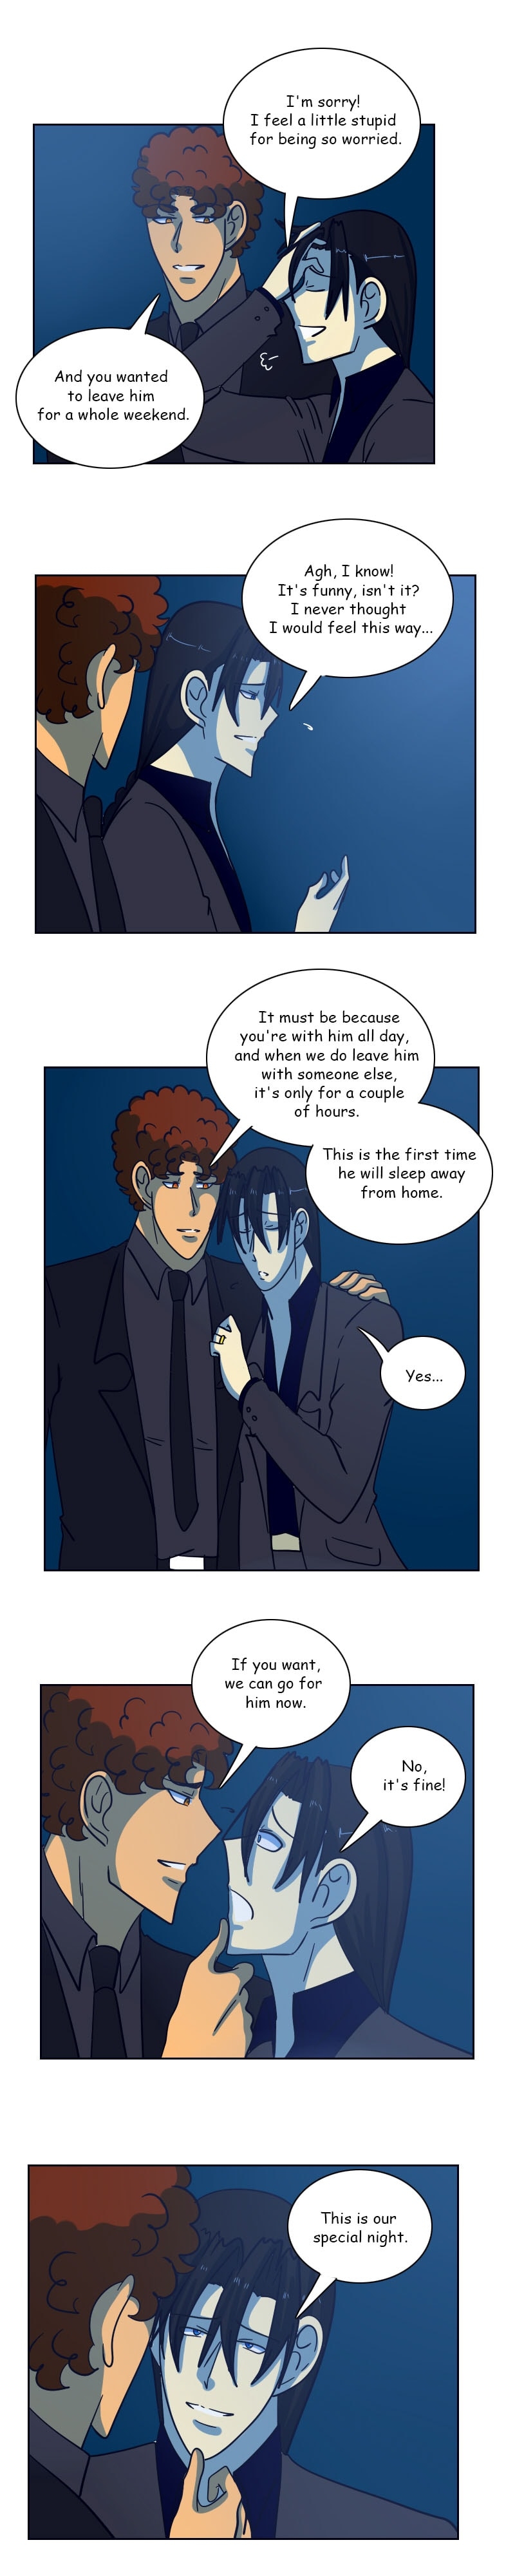 I'm sorry!
I feel a little stupid
for being so worried.
And you wanted
to leave him
for a whole weekend.
Agh, I know!
It's funny, isn't it?
I never thought
I would feel this way...
It must be because
you're with him all day,
and when we do leave him
with someone else,
it's only for a couple
of hours.
This is the first time
he will sleep away
from home.
Yes...
If you want,
we can go for
him now.
No,
it's fine!
This is our
special night.